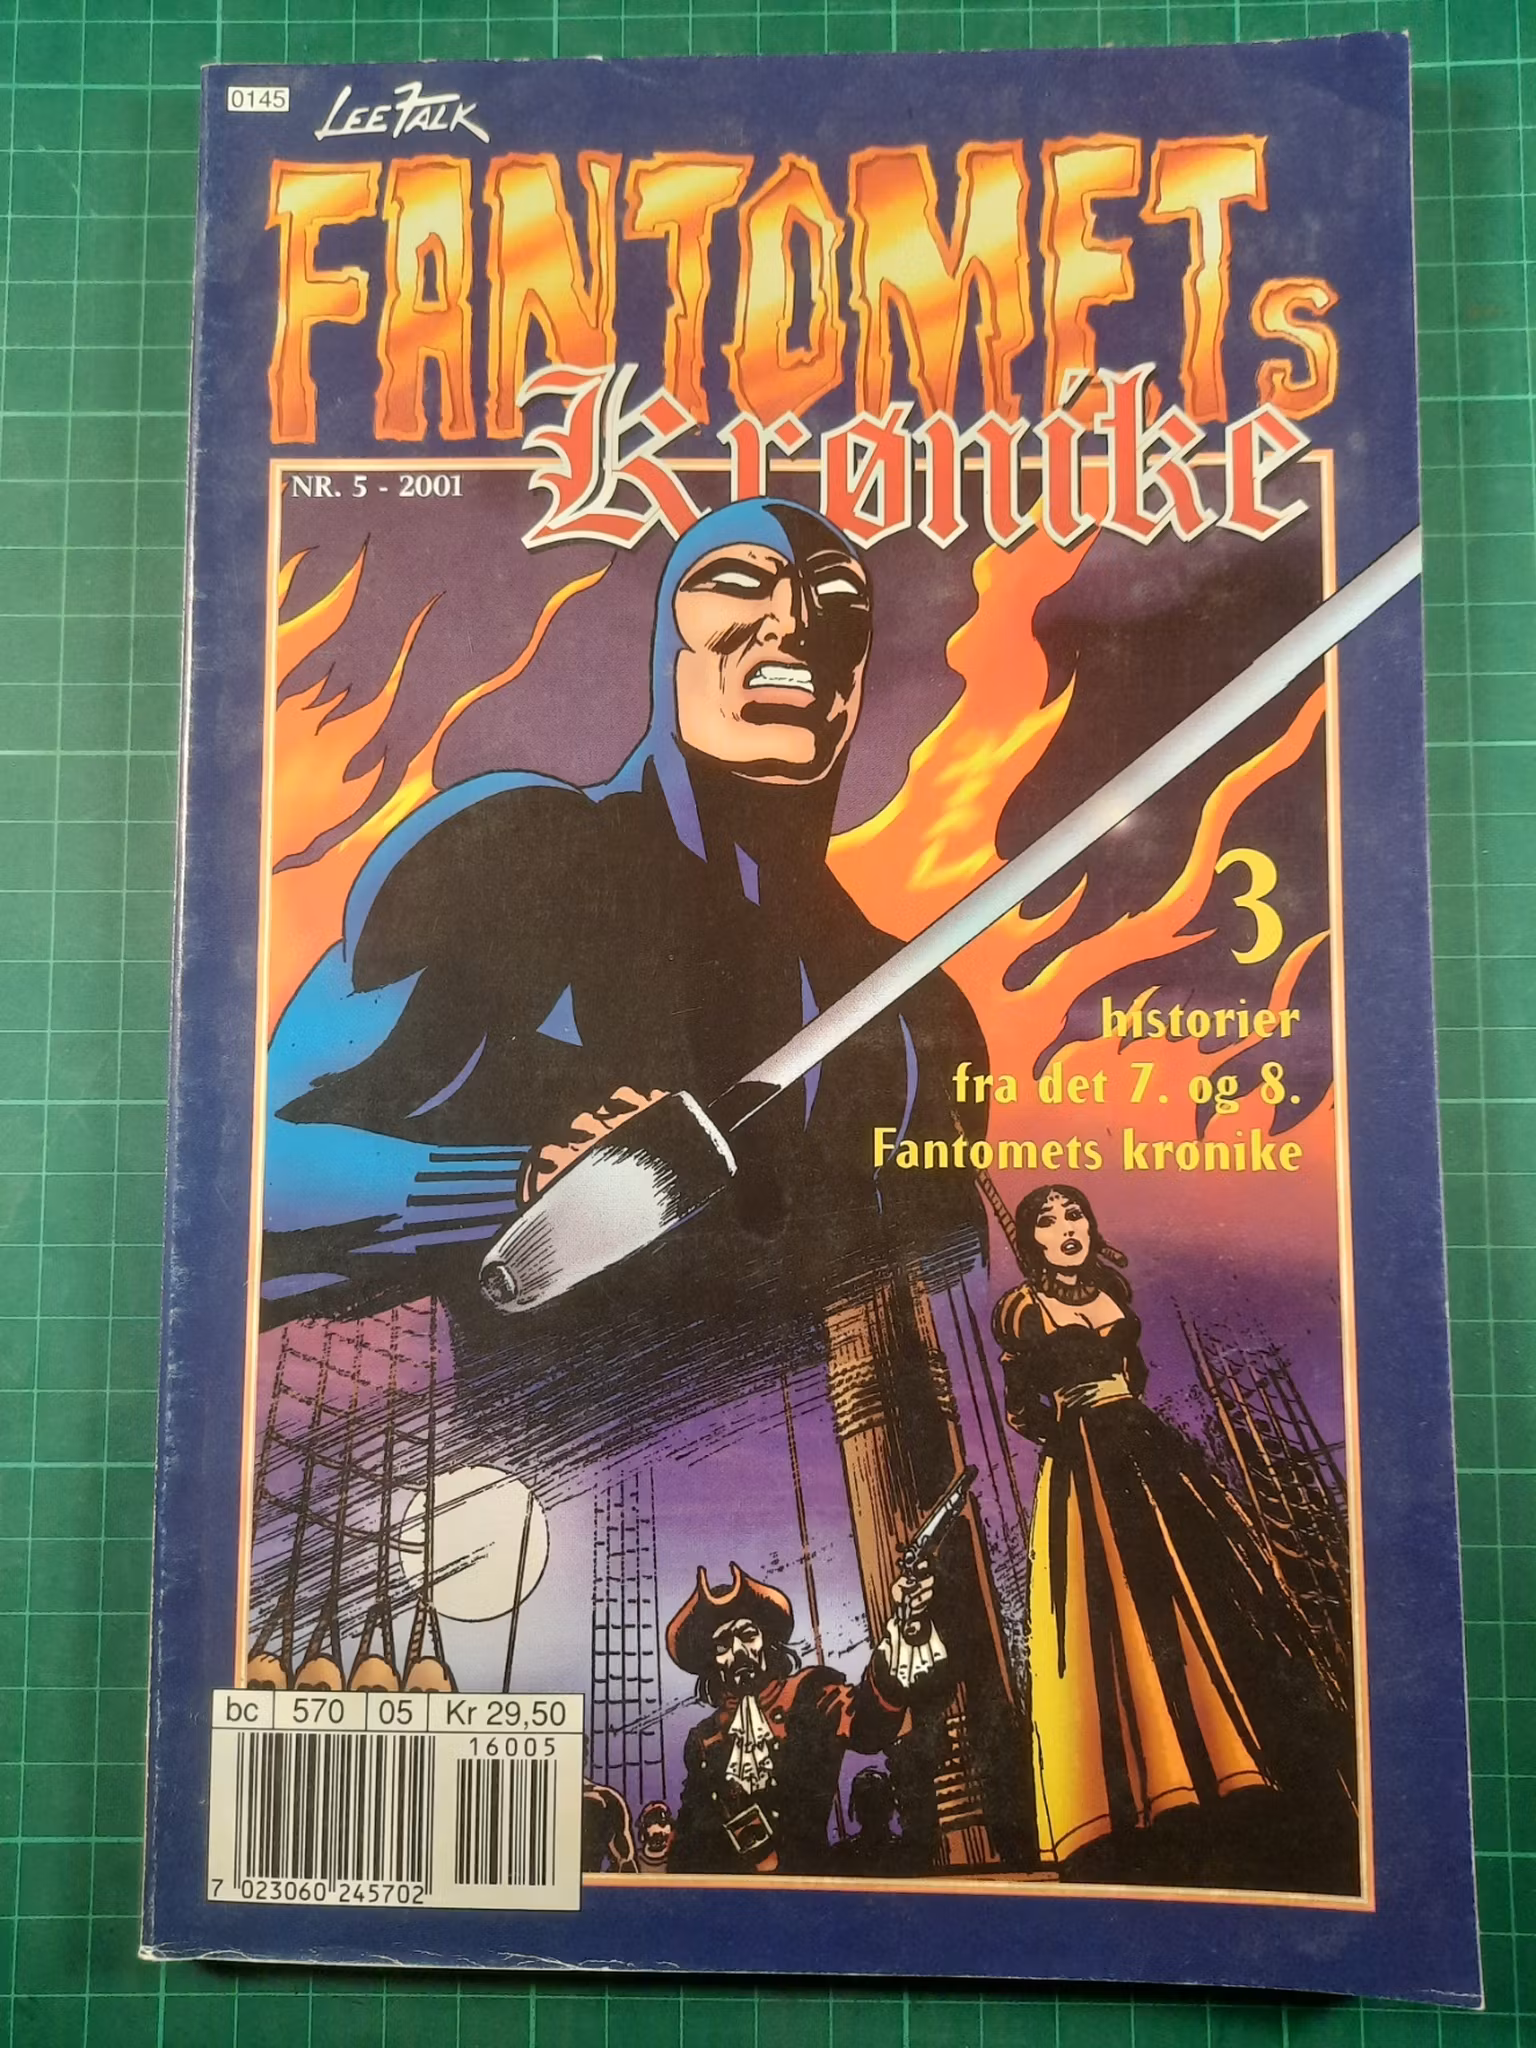 0145
LEE FALK
FANTOMETs
Krønike
NR. 5 - 2001
3
historier
fra det 7. og 8.
Fantomets krønike
bc 570 05 Kr 29,50
16005
7 023060 245702